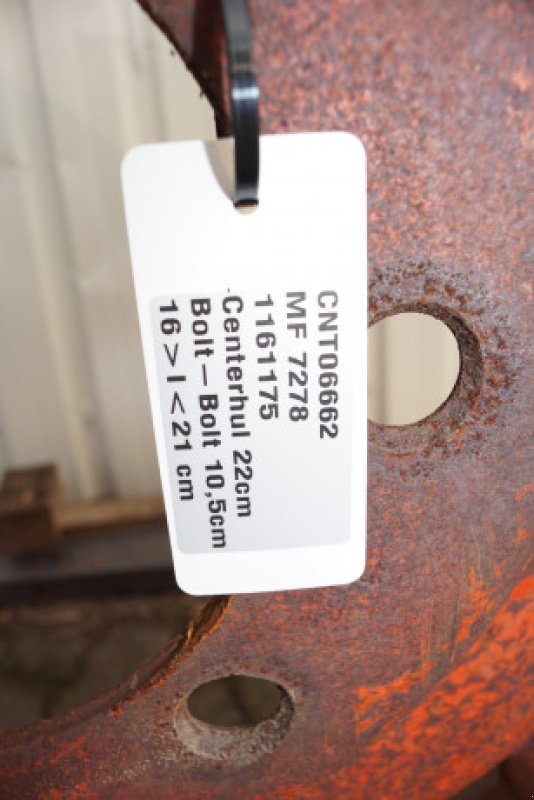 CNT06662
MF 7278
1161175
Centerhul 22cm
Bolt – Bolt 10,5cm
16 > I < 21 cm